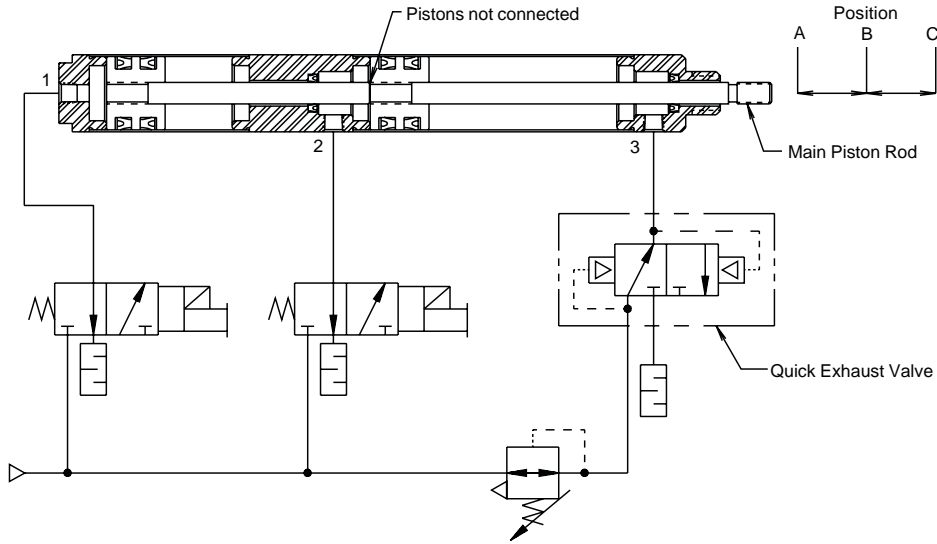 Pistons not connected
Position
A B C
1
2
3
Main Piston Rod
Quick Exhaust Valve